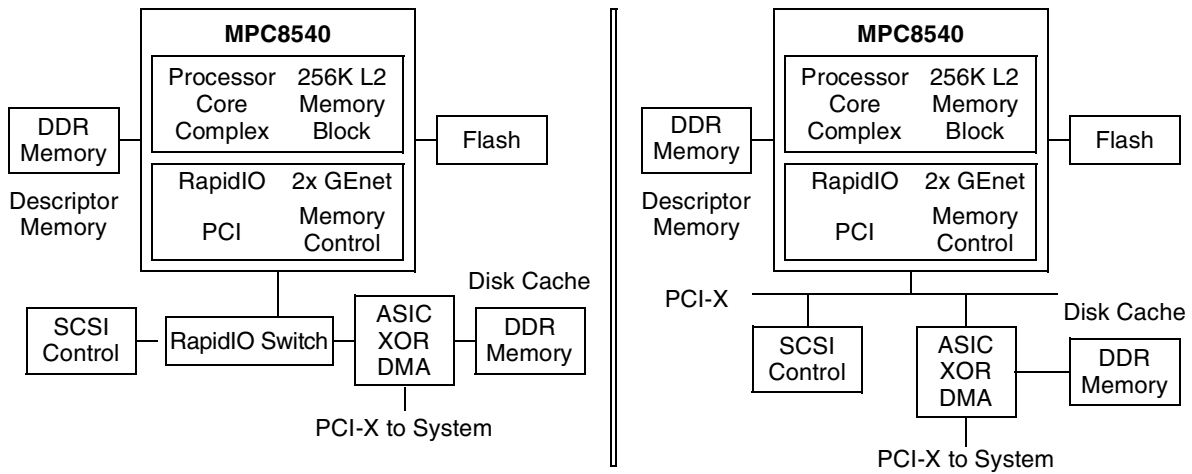 MPC8540
Processor Core Complex
256K L2 Memory Block
DDR Memory
Flash
Descriptor Memory
RapidIO
2x GEnet
PCI
Memory Control
Disk Cache
SCSI Control
RapidIO Switch
ASIC XOR DMA
DDR Memory
PCI-X to System
MPC8540
Processor Core Complex
256K L2 Memory Block
DDR Memory
Flash
Descriptor Memory
RapidIO
2x GEnet
PCI
Memory Control
PCI-X
Disk Cache
SCSI Control
ASIC XOR DMA
DDR Memory
PCI-X to System